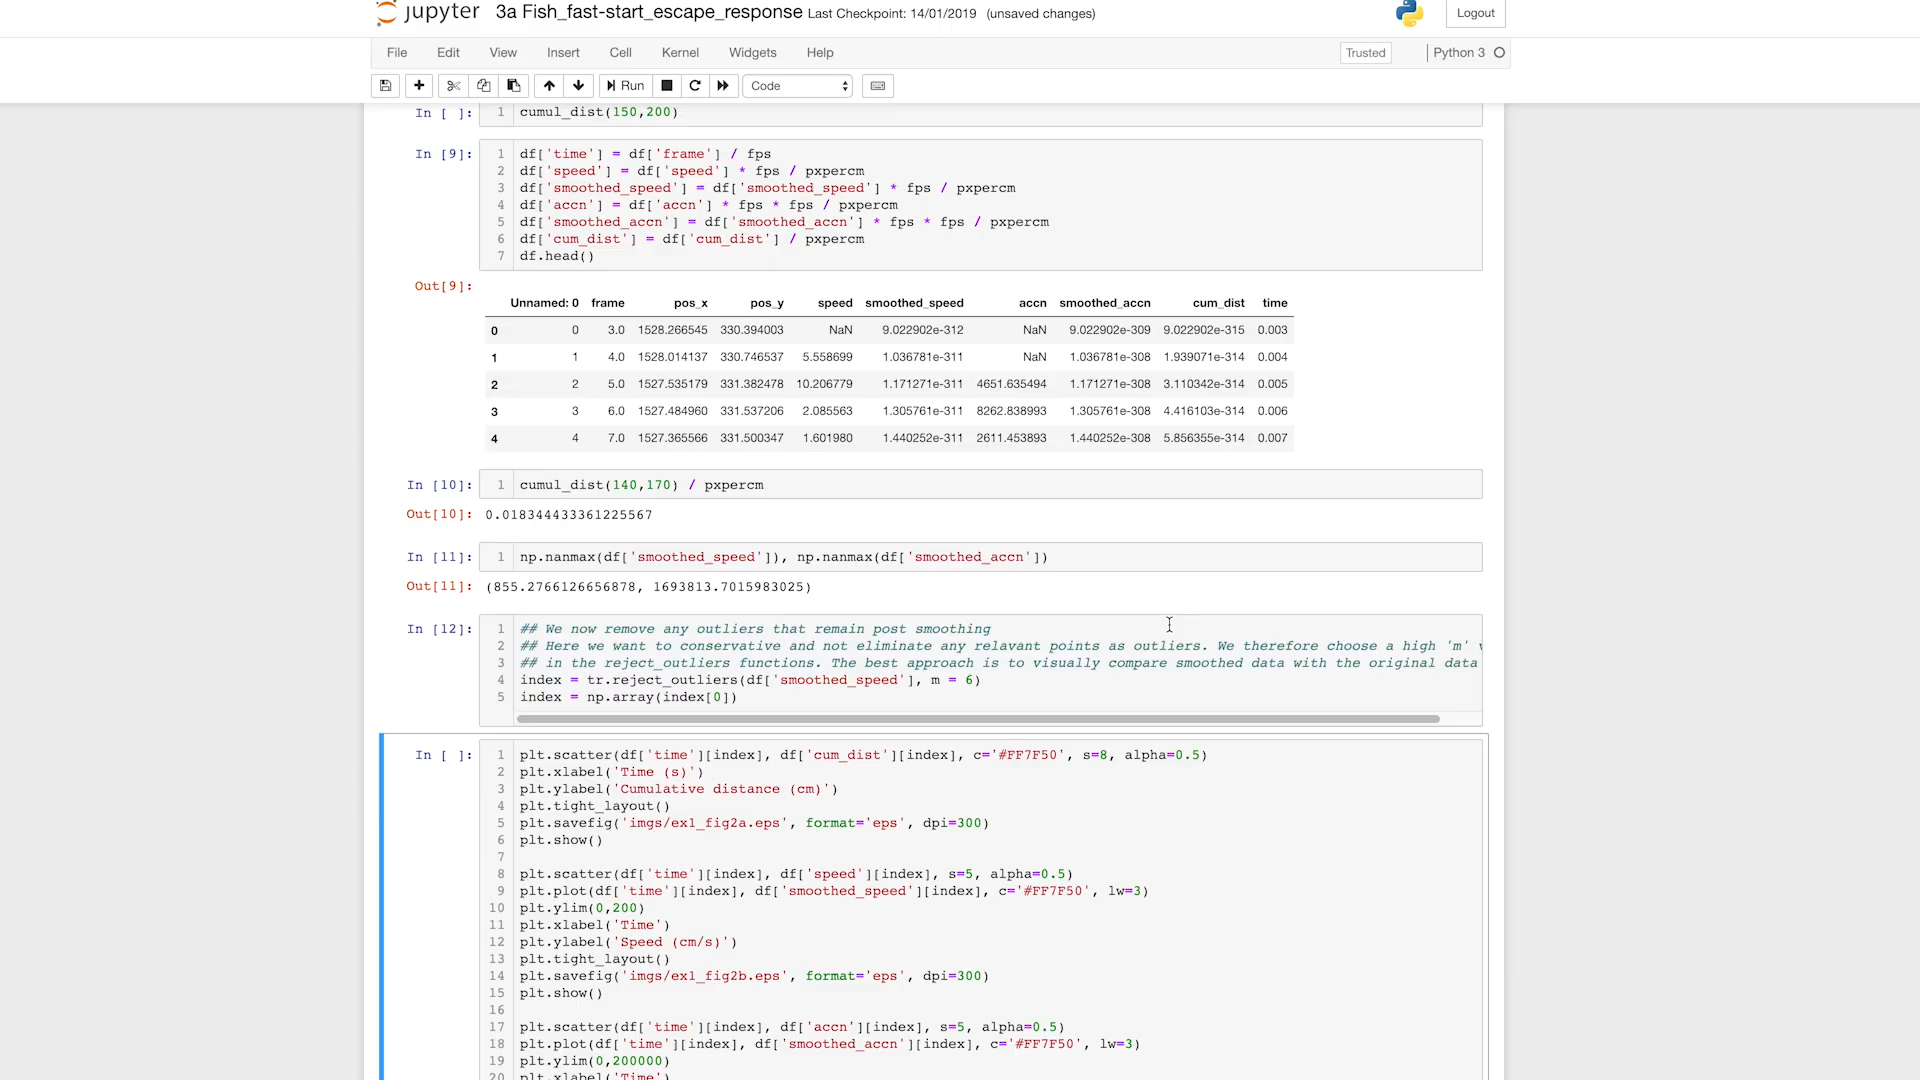 jupyter 3a Fish_fast-start_escape_response Last Checkpoint: 14/01/2019 (unsaved changes) Logout
File Edit View Insert Cell Kernel Widgets Help Trusted Python 3
Run Code
In [ ]: 1 cumul_dist(150,200)
In [9]: 1 df['time'] = df['frame'] / fps
2 df['speed'] = df['speed'] * fps / pxpercm
3 df['smoothed_speed'] = df['smoothed_speed'] * fps / pxpercm
4 df['accn'] = df['accn'] * fps * fps / pxpercm
5 df['smoothed_accn'] = df['smoothed_accn'] * fps * fps / pxpercm
6 df['cum_dist'] = df['cum_dist'] / pxpercm
7 df.head()
Out[9]:
Unnamed: 0 frame pos_x pos_y speed smoothed_speed accn smoothed_accn cum_dist time
0 0 3.0 1528.266545 330.394003 NaN 9.022902e-312 NaN 9.022902e-309 9.022902e-315 0.003
1 1 4.0 1528.014137 330.746537 5.558699 1.036781e-311 NaN 1.036781e-308 1.939071e-314 0.004
2 2 5.0 1527.535179 331.382478 10.206779 1.171271e-311 4651.635494 1.171271e-308 3.110342e-314 0.005
3 3 6.0 1527.484960 331.537206 2.085563 1.305761e-311 8262.838993 1.305761e-308 4.416103e-314 0.006
4 4 7.0 1527.365566 331.500347 1.601980 1.440252e-311 2611.453893 1.440252e-308 5.856355e-314 0.007
In [10]: 1 cumul_dist(140,170) / pxpercm
Out[10]: 0.018344433361225567
In [11]: 1 np.nanmax(df['smoothed_speed']), np.nanmax(df['smoothed_accn'])
Out[11]: (855.2766126656878, 1693813.7015983025)
In [12]: 1 ## We now remove any outliers that remain post smoothing
2 ## Here we want to conservative and not eliminate any relavant points as outliers. We therefore choose a high 'm'
3 ## in the reject_outliers functions. The best approach is to visually compare smoothed data with the original data
4 index = tr.reject_outliers(df['smoothed_speed'], m = 6)
5 index = np.array(index[0])
In [ ]: 1 plt.scatter(df['time'][index], df['cum_dist'][index], c='#FF7F50', s=8, alpha=0.5)
2 plt.xlabel('Time (s)')
3 plt.ylabel('Cumulative distance (cm)')
4 plt.tight_layout()
5 plt.savefig('imgs/ex1_fig2a.eps', format='eps', dpi=300)
6 plt.show()
7
8 plt.scatter(df['time'][index], df['speed'][index], s=5, alpha=0.5)
9 plt.plot(df['time'][index], df['smoothed_speed'][index], c='#FF7F50', lw=3)
10 plt.ylim(0,200)
11 plt.xlabel('Time')
12 plt.ylabel('Speed (cm/s)')
13 plt.tight_layout()
14 plt.savefig('imgs/ex1_fig2b.eps', format='eps', dpi=300)
15 plt.show()
16
17 plt.scatter(df['time'][index], df['accn'][index], s=5, alpha=0.5)
18 plt.plot(df['time'][index], df['smoothed_accn'][index], c='#FF7F50', lw=3)
19 plt.ylim(0,200000)
20 plt.xlabel('Time')